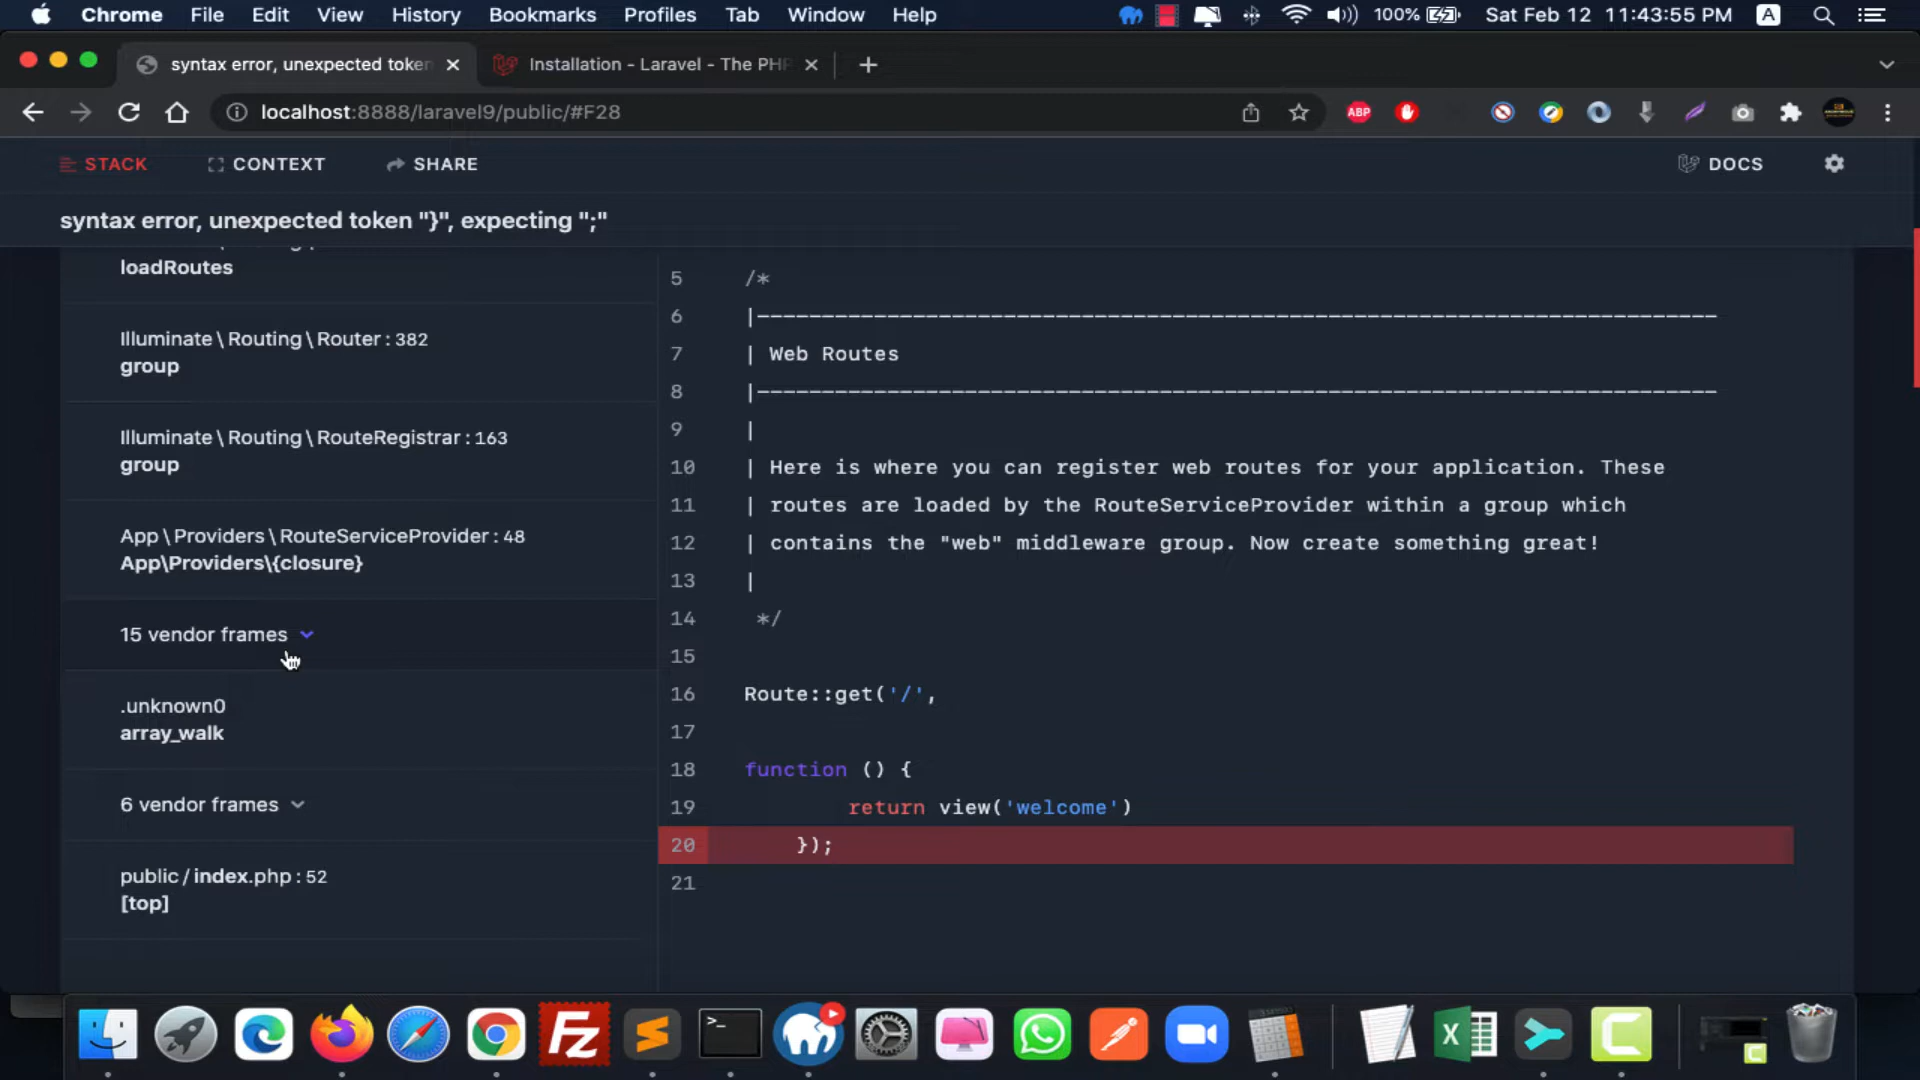 Chrome File Edit View History Bookmarks Profiles Tab Window Help 100% Sat Feb 12 11:43:55 PM A
syntax error, unexpected token Installation - Laravel - The PHP
localhost:8888/laravel9/public/#F28 ABP
STACK CONTEXT SHARE DOCS
syntax error, unexpected token "}", expecting ";"
loadRoutes
Illuminate \ Routing \ Router : 382
group
Illuminate \ Routing \ RouteRegistrar : 163
group
App \ Providers \ RouteServiceProvider : 48
App\Providers\{closure}
15 vendor frames
.unknown0
array_walk
6 vendor frames
public / index.php : 52
[top]
5 /*
6 |--------------------------------------------------------------------------
7 | Web Routes
8 |--------------------------------------------------------------------------
9 |
10 | Here is where you can register web routes for your application. These
11 | routes are loaded by the RouteServiceProvider within a group which
12 | contains the "web" middleware group. Now create something great!
13 |
14 */
15
16 Route::get('/',
17
18 function () {
19 return view('welcome')
20 });
21